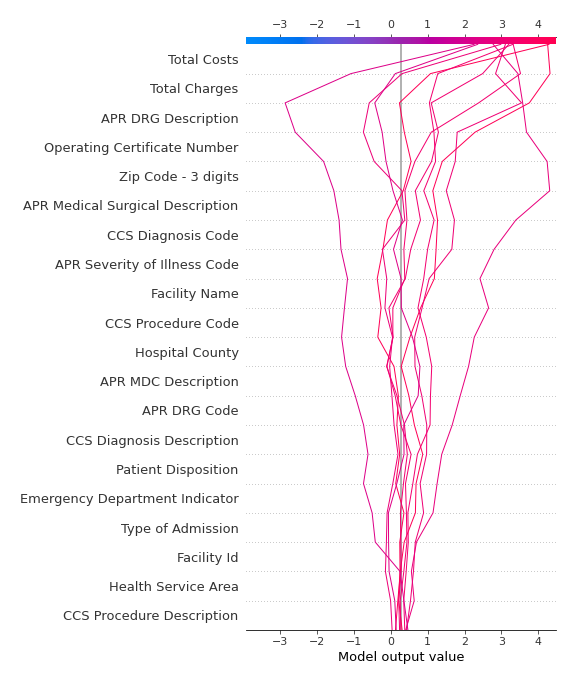 −3 −2 −1 0 1 2 3 4
Total Costs
Total Charges
APR DRG Description
Operating Certificate Number
Zip Code - 3 digits
APR Medical Surgical Description
CCS Diagnosis Code
APR Severity of Illness Code
Facility Name
CCS Procedure Code
Hospital County
APR MDC Description
APR DRG Code
CCS Diagnosis Description
Patient Disposition
Emergency Department Indicator
Type of Admission
Facility Id
Health Service Area
CCS Procedure Description
−3 −2 −1 0 1 2 3 4
Model output value